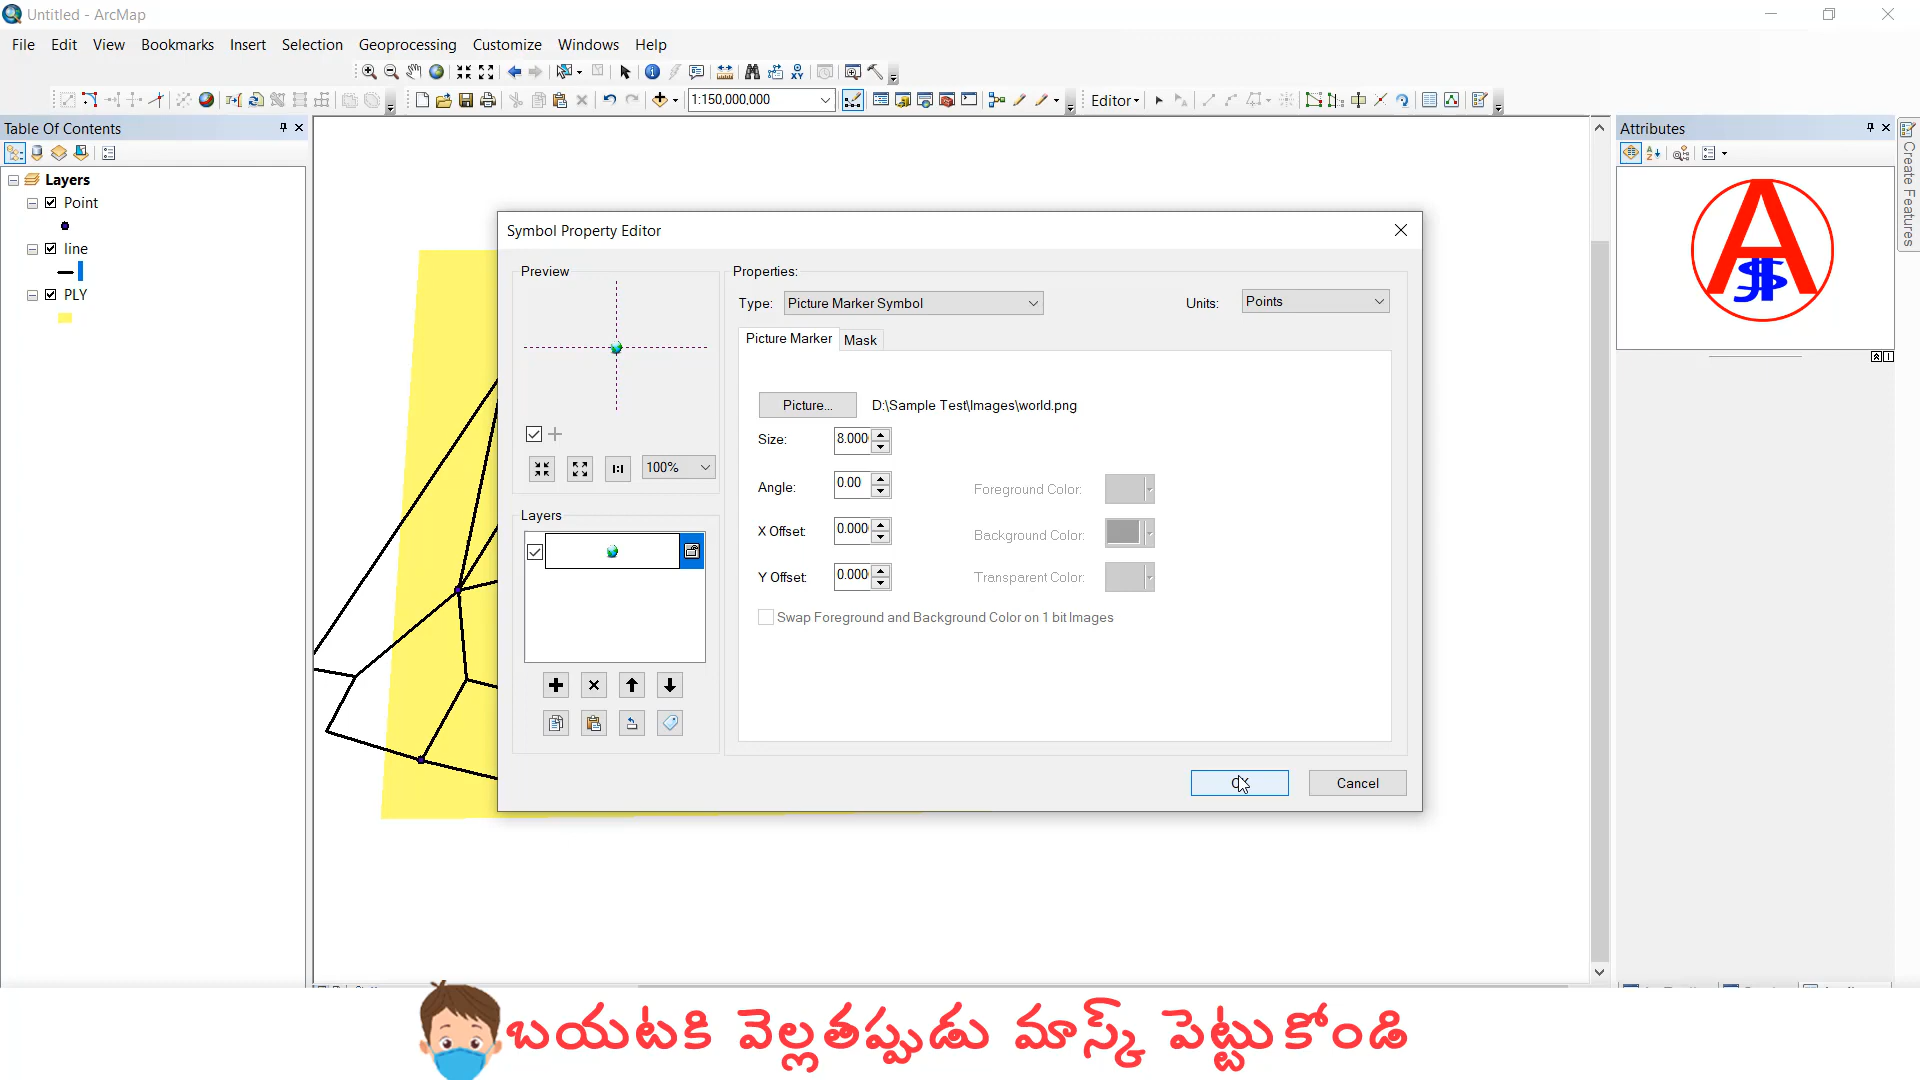 Untitled - ArcMap
File Edit View Bookmarks Insert Selection Geoprocessing Customize Windows Help
1:150,000,000
Editor
Table Of Contents
Layers
Point
line
PLY
Symbol Property Editor
Preview
100%
Layers
Properties:
Type: Picture Marker Symbol
Units: Points
Picture Marker Mask
Picture... D:\Sample Test\Images\world.png
Size: 8.000
Angle: 0.00
X Offset: 0.000
Y Offset: 0.000
Foreground Color:
Background Color:
Transparent Color:
Swap Foreground and Background Color on 1 bit Images
Cancel
Attributes
Create Features
బయటకి వెల్లతప్పుడు మాస్క్ పెట్టుకోండి